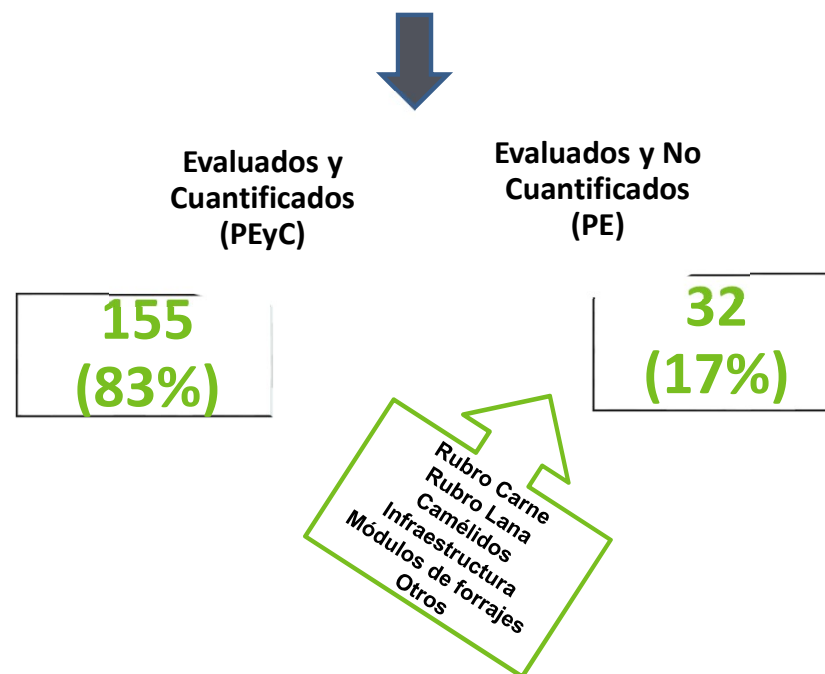 Evaluados y
Cuantificados
(PEyC)
Evaluados y No
Cuantificados
(PE)
155
(83%)
32
(17%)
Rubro Carne
Rubro Lana
Camélidos
Infraestructura
Módulos de forrajes
Otros